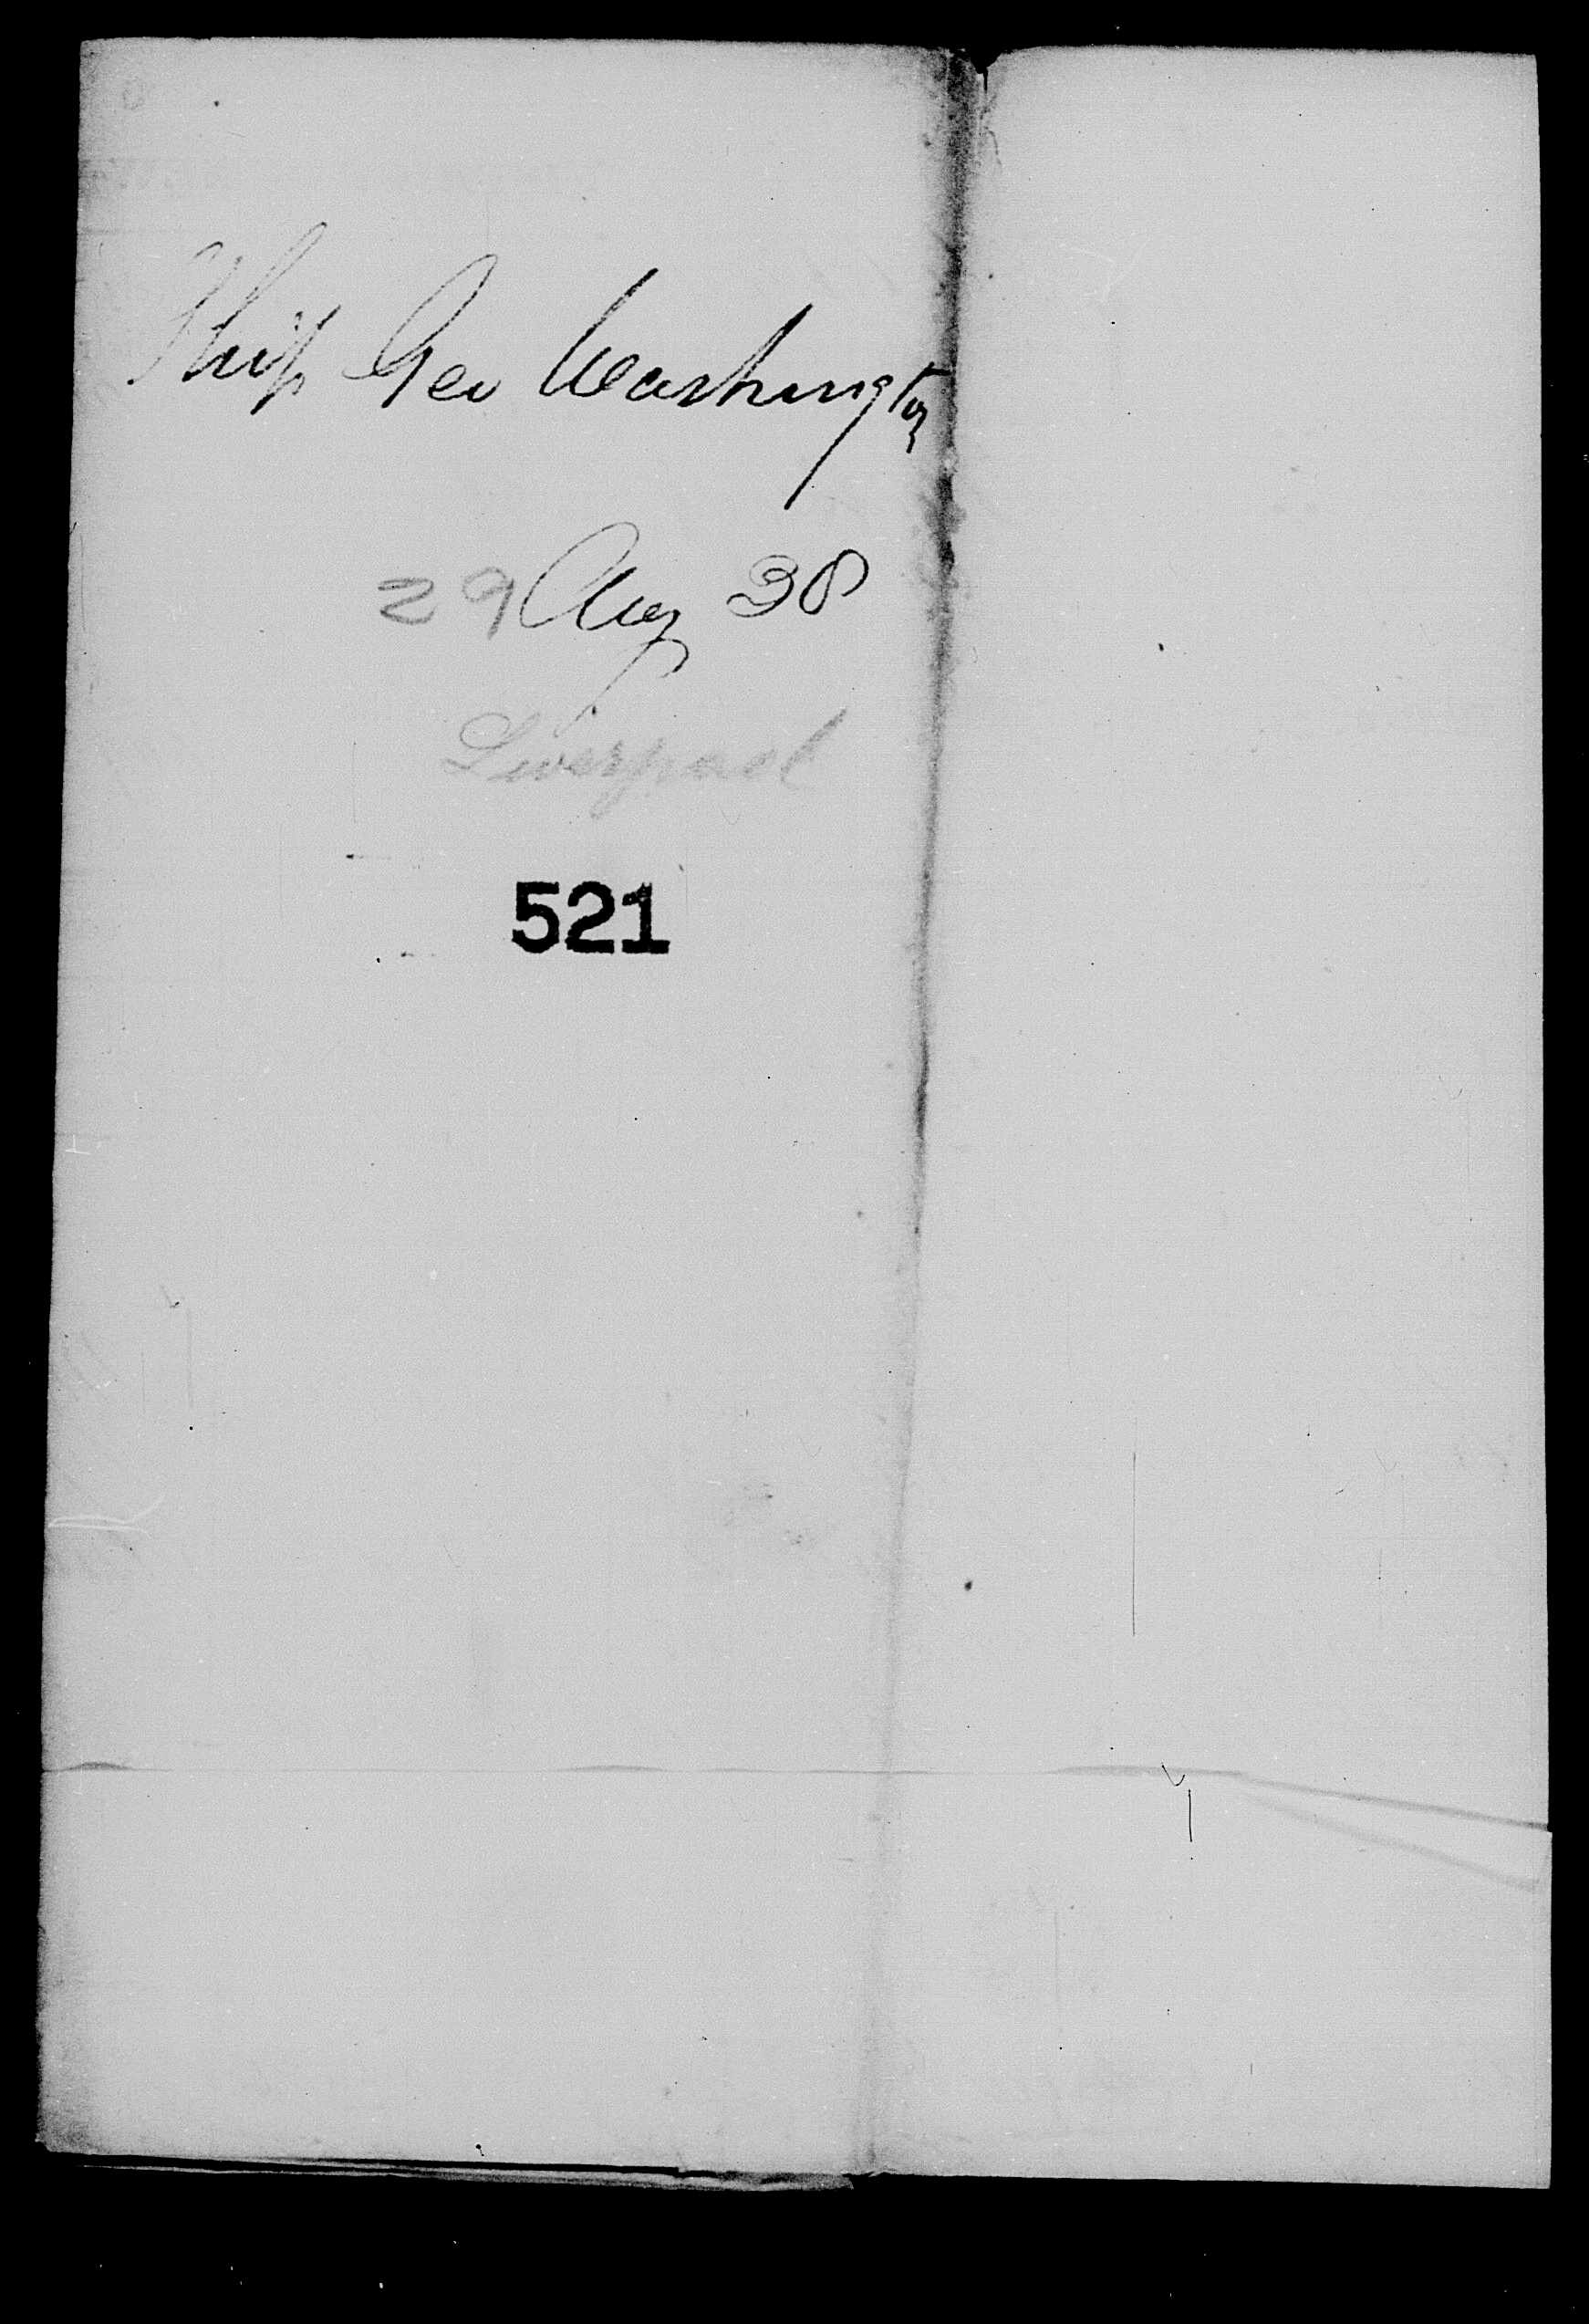 Ship Geo Washington
29 Aug 38
Liverpool
521